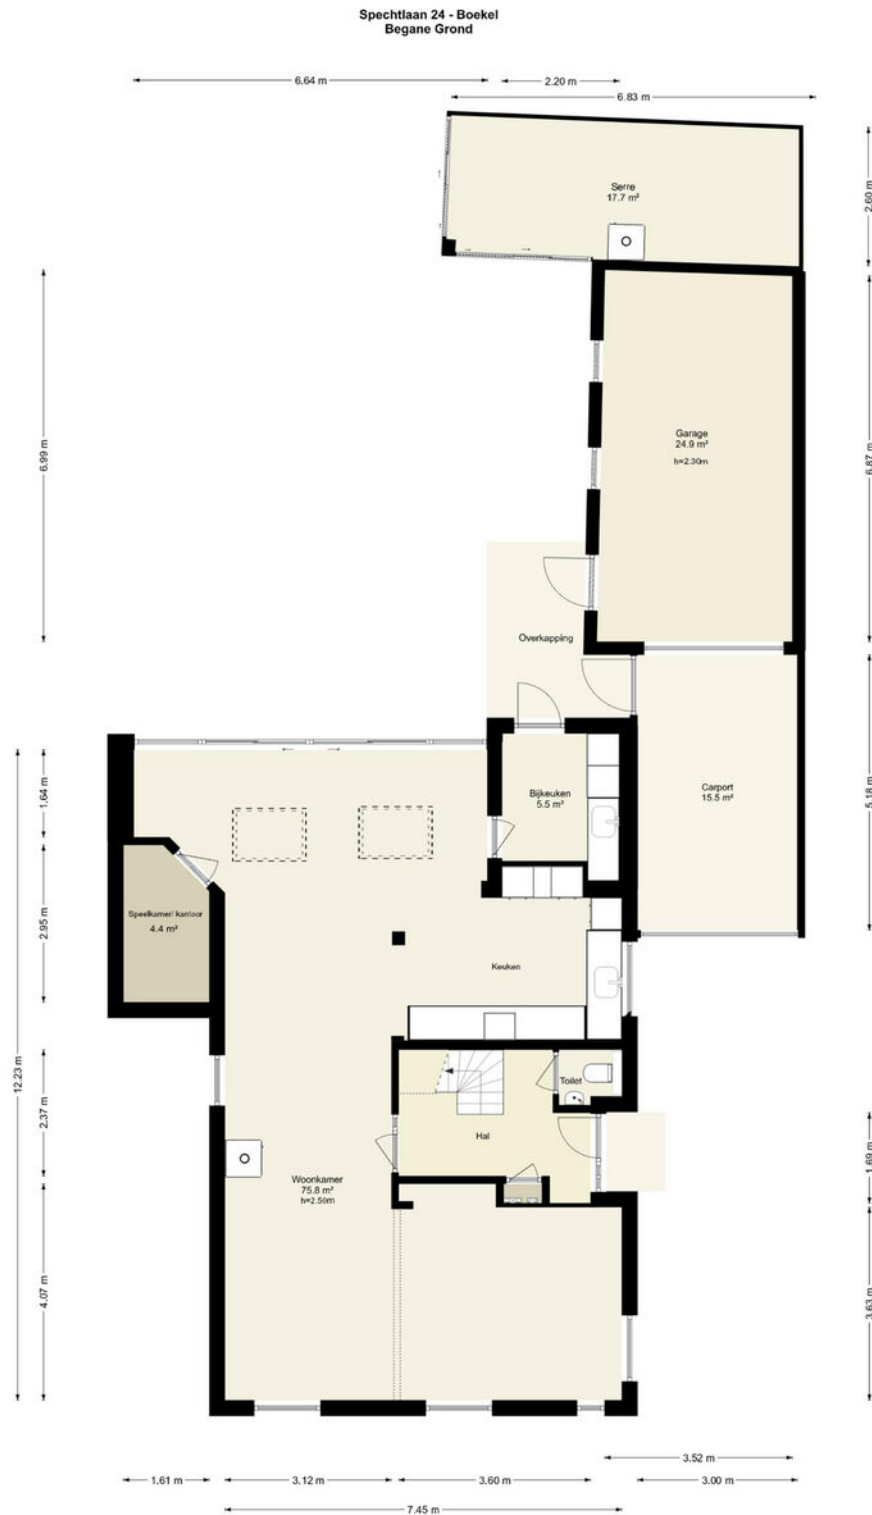 Spechtlaan 24 - Boekel
Begane Grond
6.64 m
2.20 m
6.83 m
2.60 m
Serre
17.7 m²
6.99 m
6.87 m
Garage
24.9 m²
h=2.30m
Overkapping
1.64 m
5.18 m
Bijkeuken
5.5 m²
Carport
15.5 m²
2.95 m
Speelkamer/ kantoor
4.4 m²
Keuken
12.23 m
2.37 m
Toilet
Hal
1.69 m
Woonkamer
75.8 m²
h=2.50m
4.07 m
3.63 m
3.52 m
1.61 m
3.12 m
3.60 m
3.00 m
7.45 m